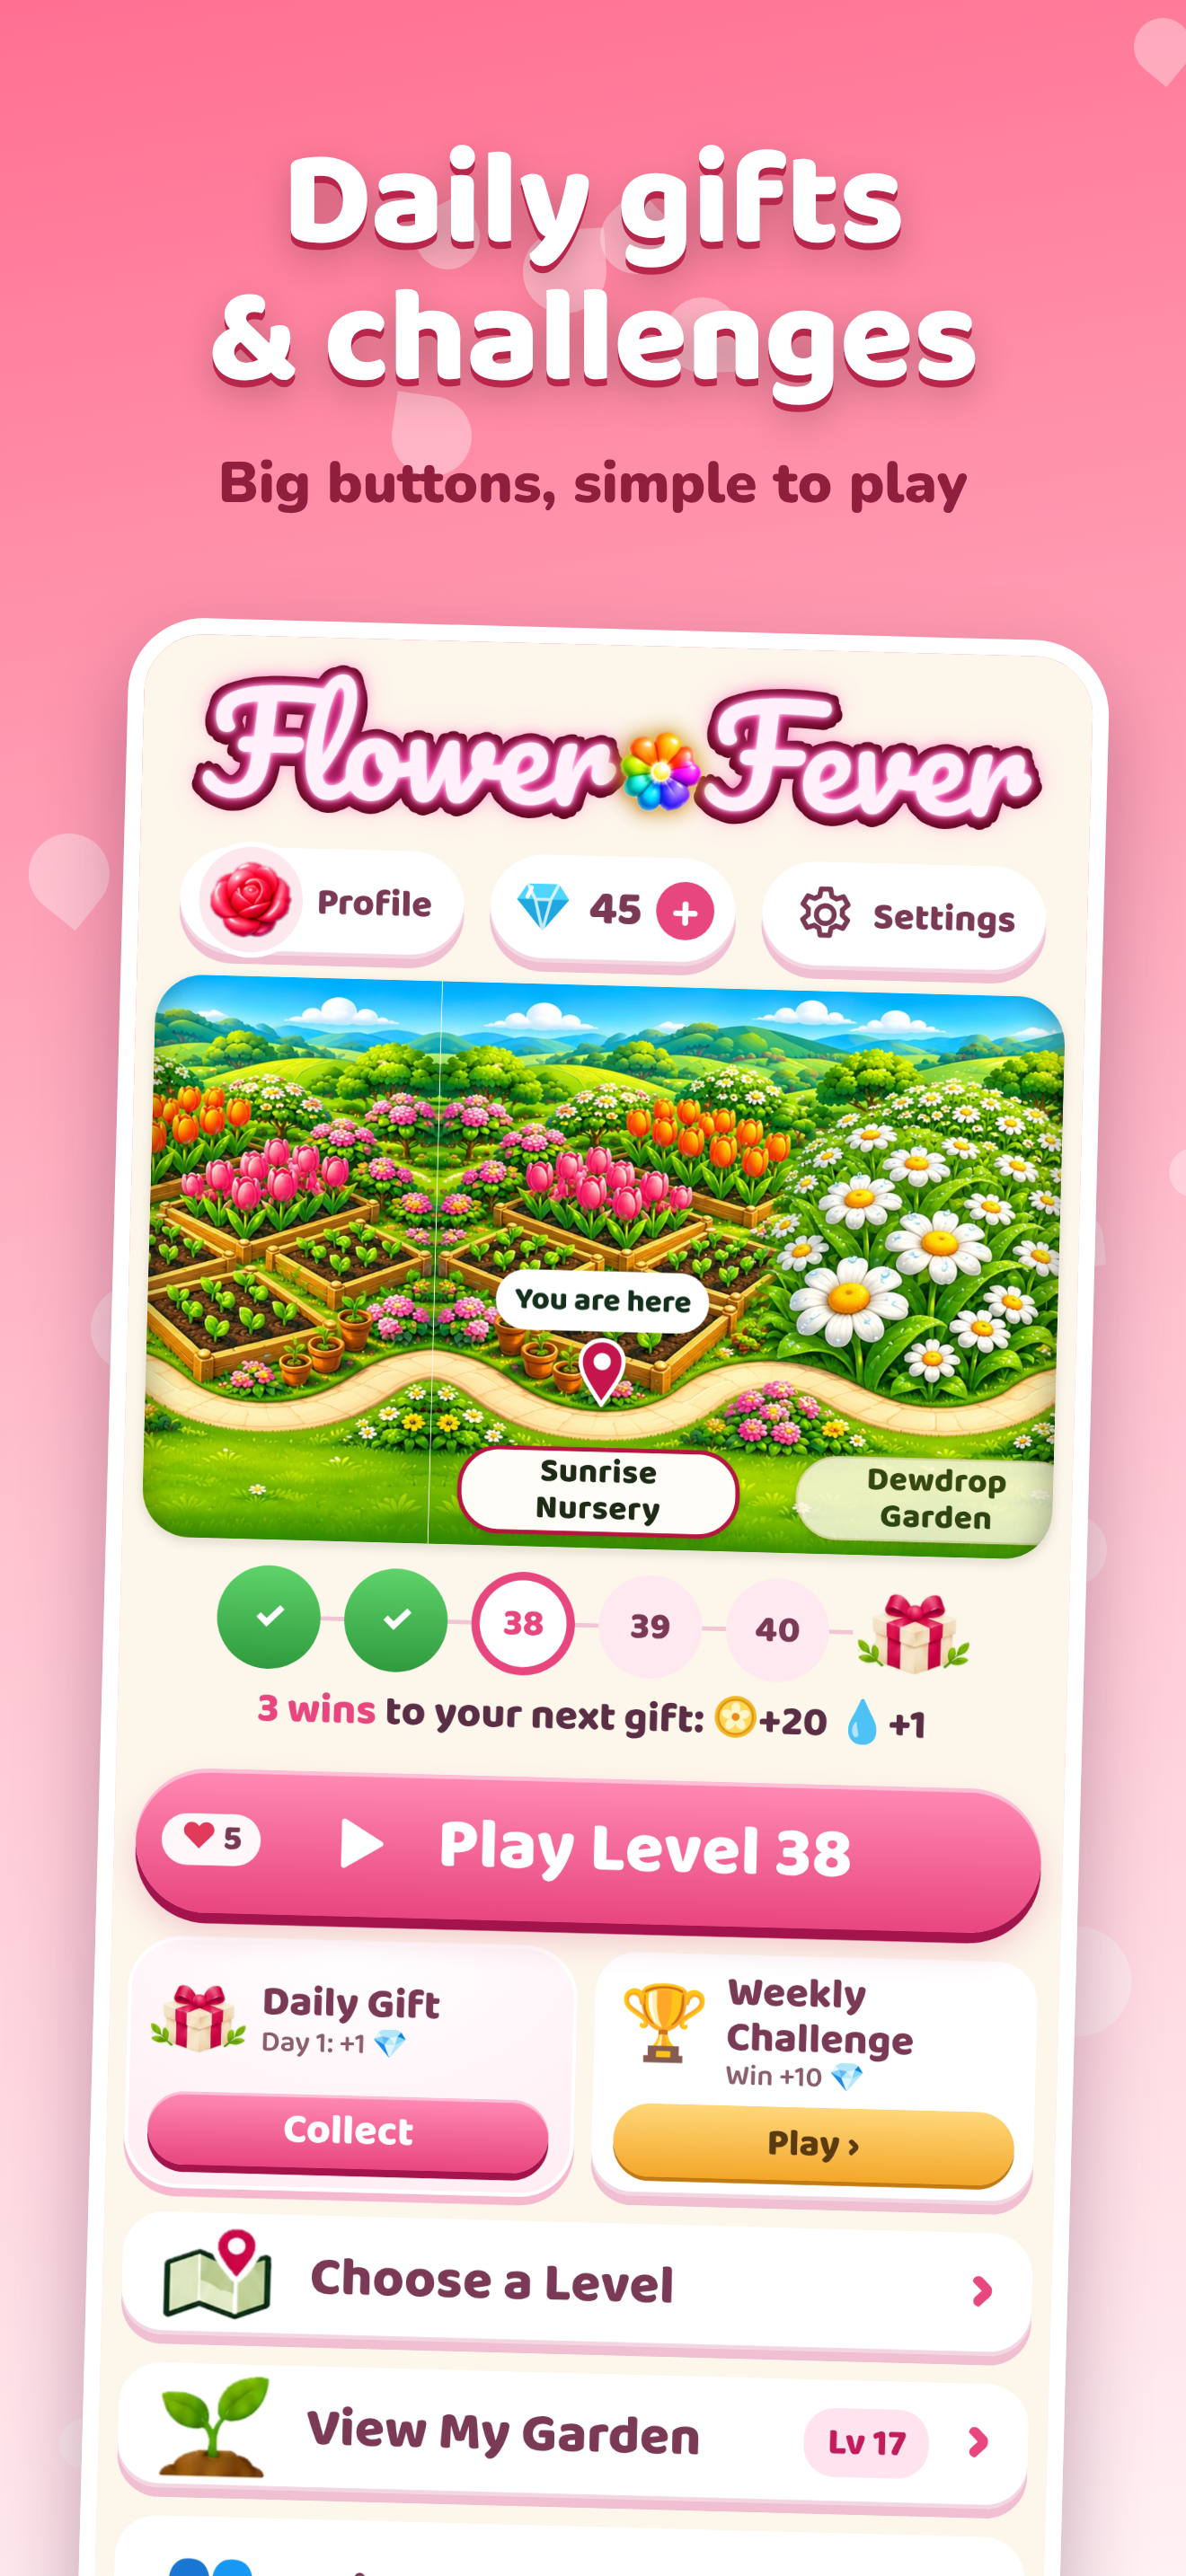 Daily gifts
& challenges
Big buttons, simple to play
Flower Fever
Profile
45 +
Settings
You are here
Sunrise
Nursery
Dewdrop
Garden
38
39
40
3 wins to your next gift: +20 +1
5
Play Level 38
Daily Gift
Day 1: +1
Collect
Weekly
Challenge
Win +10
Play ›
Choose a Level
View My Garden
Lv 17